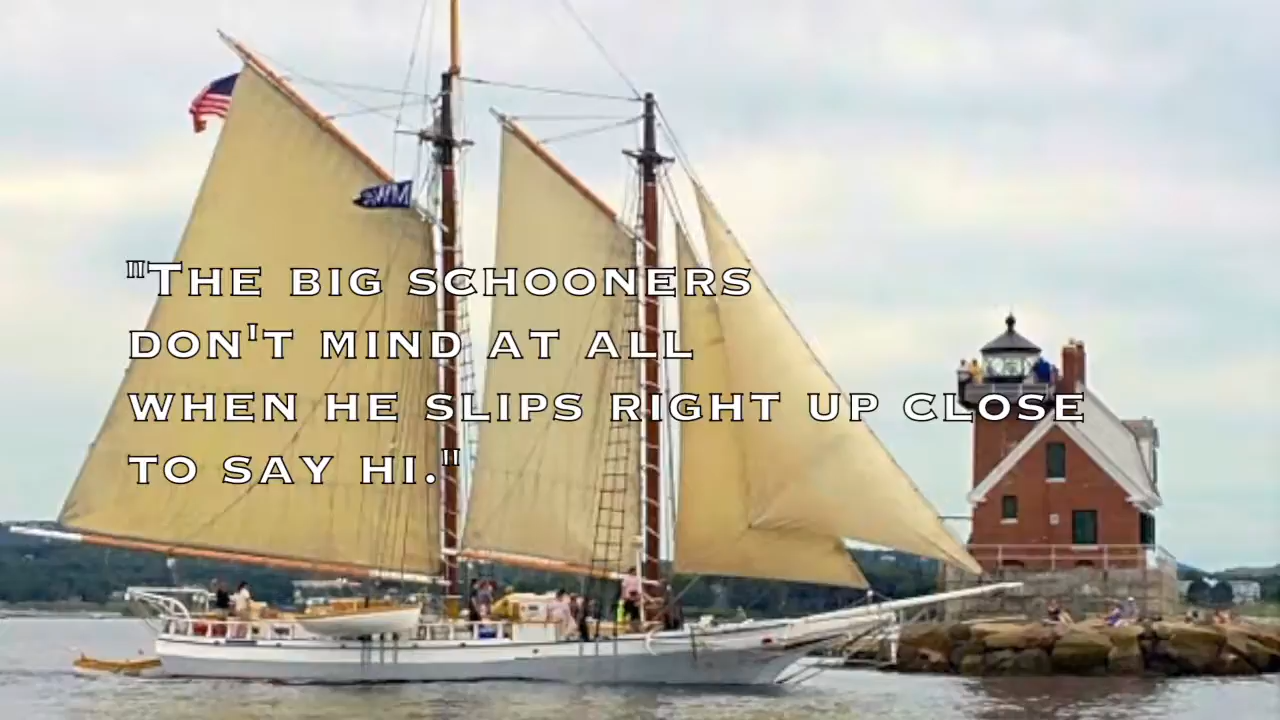 "The big schooners
don't mind at all
when he slips right up close
to say hi."